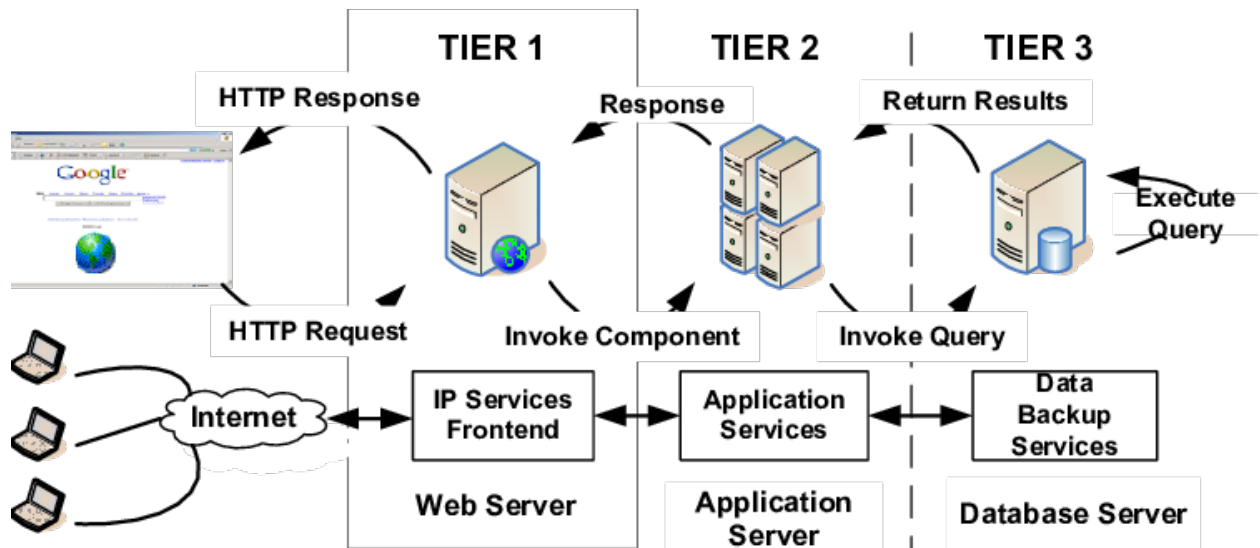 TIER 1
TIER 2
TIER 3
HTTP Response
Response
Return Results
Google
Execute
Query
HTTP Request
Invoke Component
Invoke Query
Internet
IP Services
Frontend
Application
Services
Data
Backup
Services
Web Server
Application
Server
Database Server